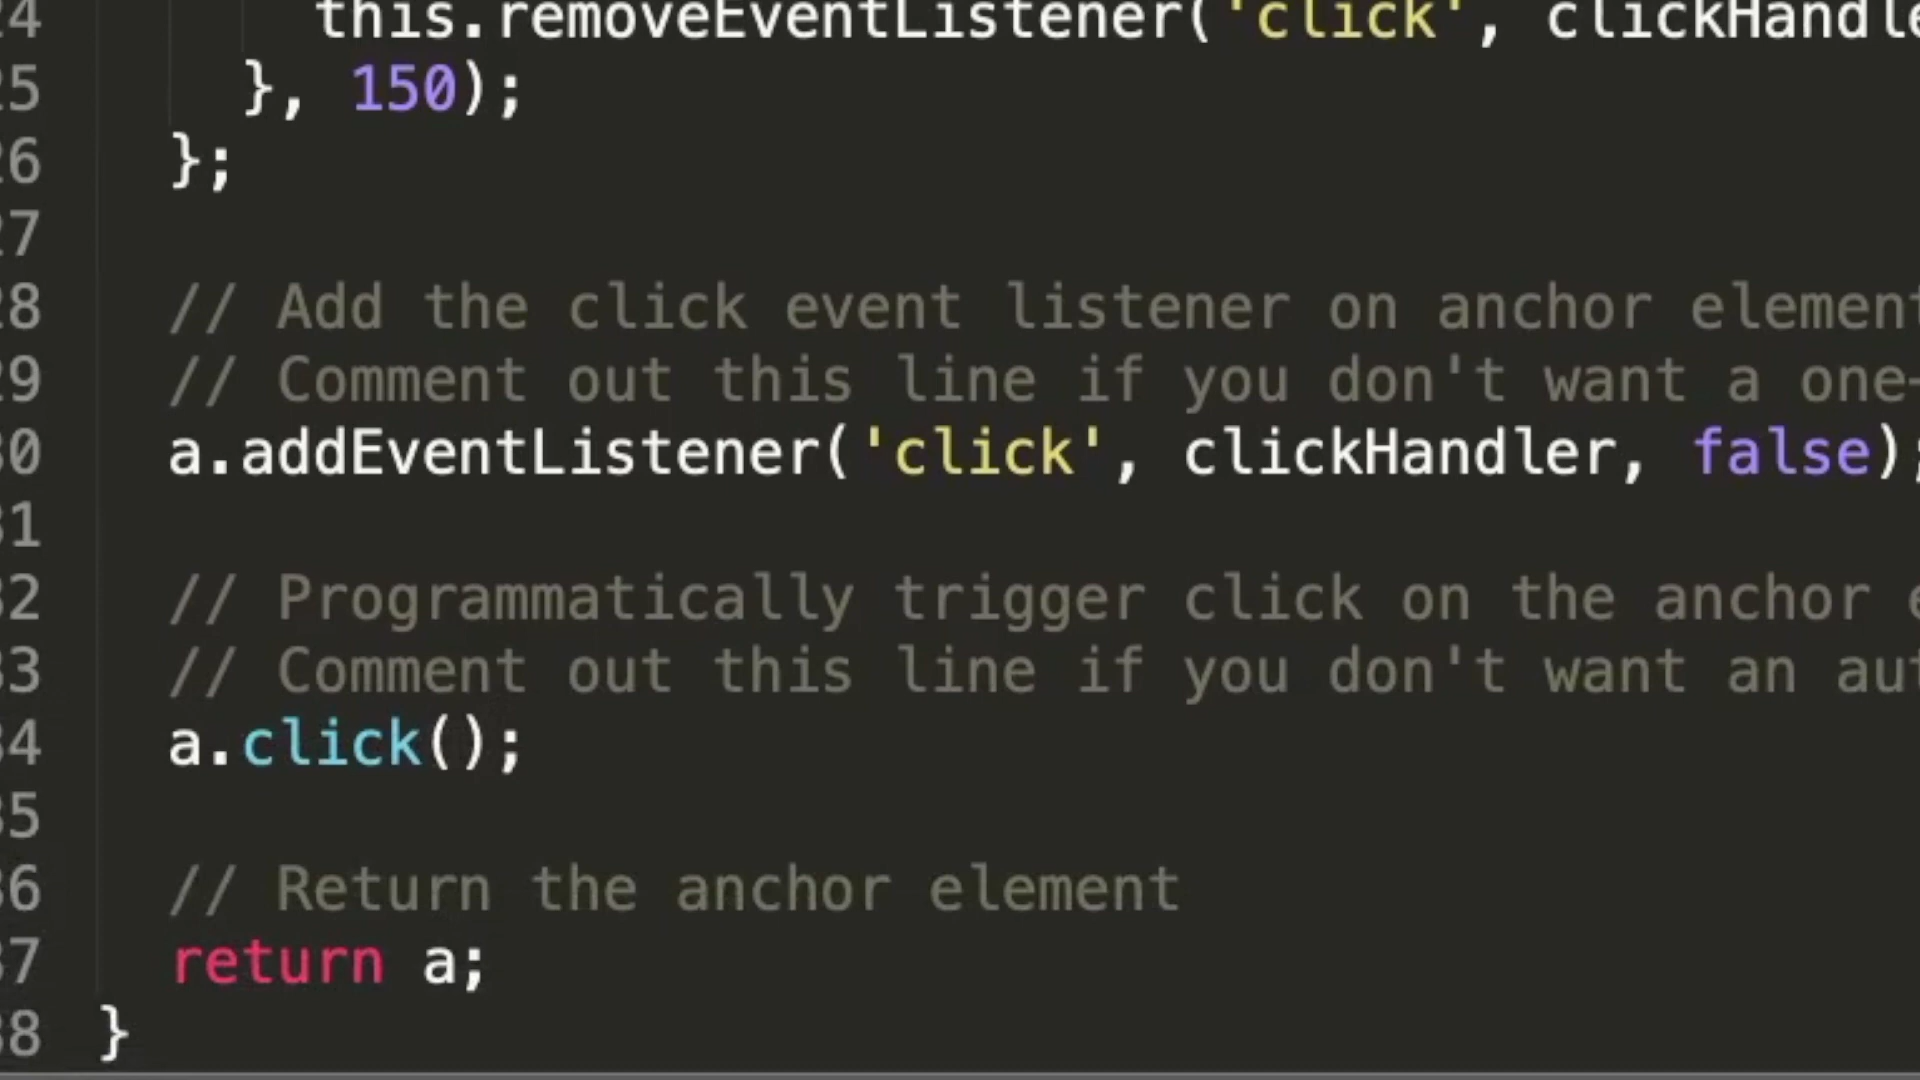 24 this.removeEventListener('click', clickHandle
25 }, 150);
26 };
27
28 // Add the click event listener on anchor element
29 // Comment out this line if you don't want a one-
30 a.addEventListener('click', clickHandler, false);
31
32 // Programmatically trigger click on the anchor e
33 // Comment out this line if you don't want an aut
34 a.click();
35
36 // Return the anchor element
37 return a;
38 }